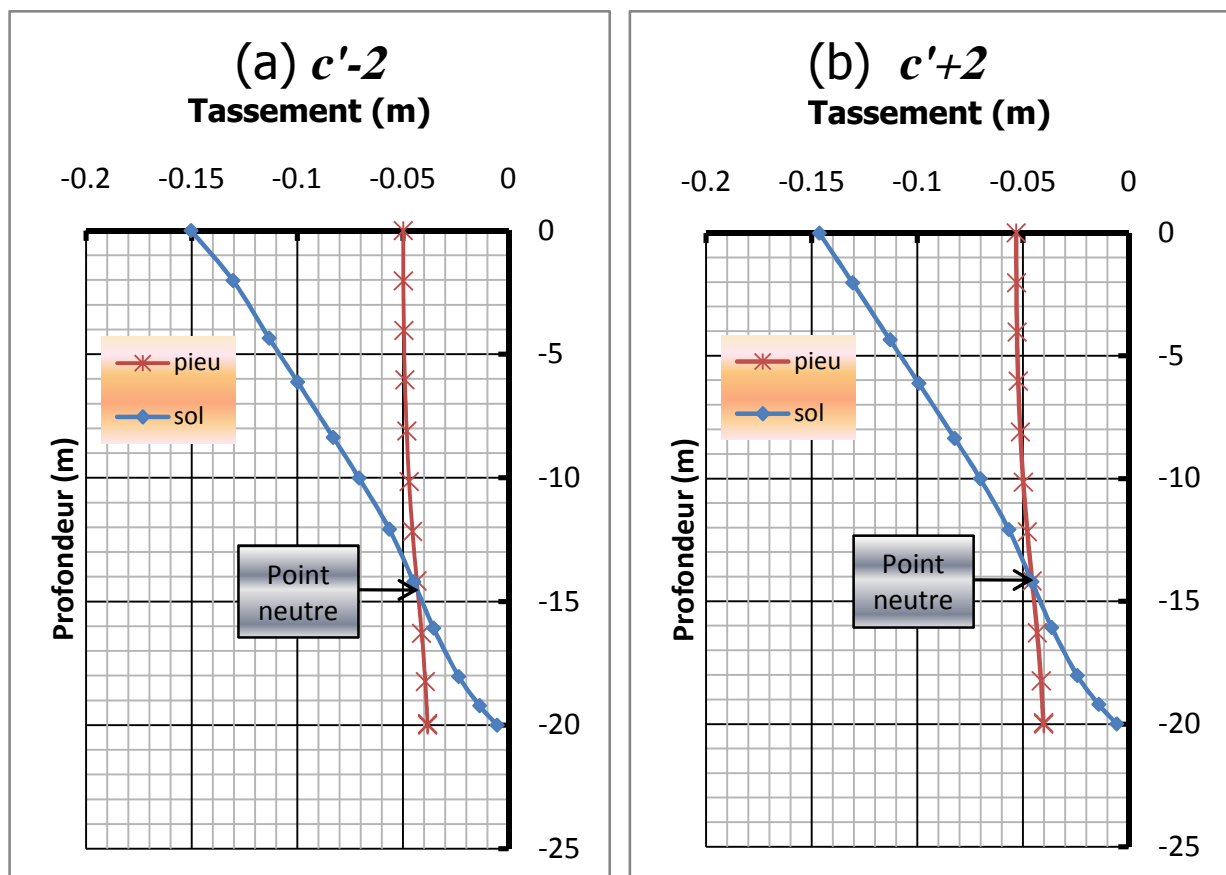 (a) c'-2
Tassement (m)
-0.2 -0.15 -0.1 -0.05 0
0
-5
-10
-15
-20
-25
Profondeur (m)
pieu
sol
Point
neutre
(b) c'+2
Tassement (m)
-0.2 -0.15 -0.1 -0.05 0
0
-5
-10
-15
-20
-25
Profondeur (m)
pieu
sol
Point
neutre